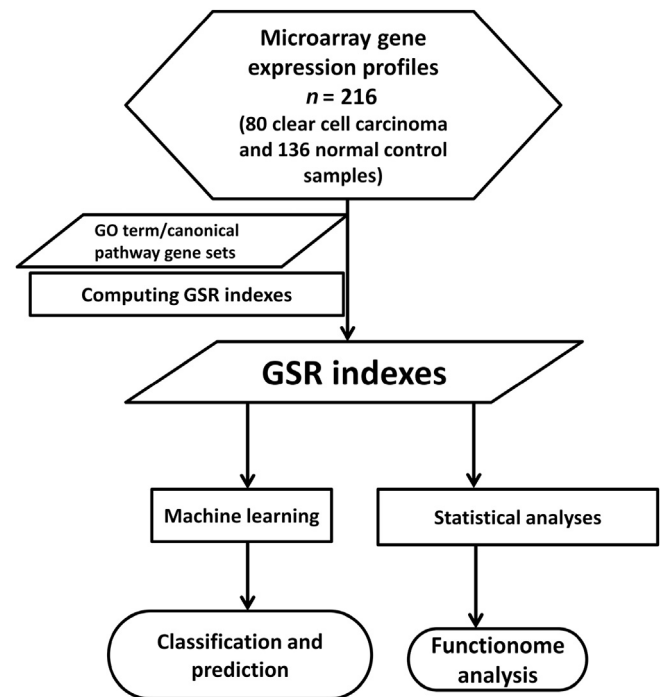 Microarray gene
expression profiles
n = 216
(80 clear cell carcinoma
and 136 normal control
samples)
GO term/canonical
pathway gene sets
Computing GSR indexes
GSR indexes
Machine learning
Statistical analyses
Classification and
prediction
Functionome
analysis